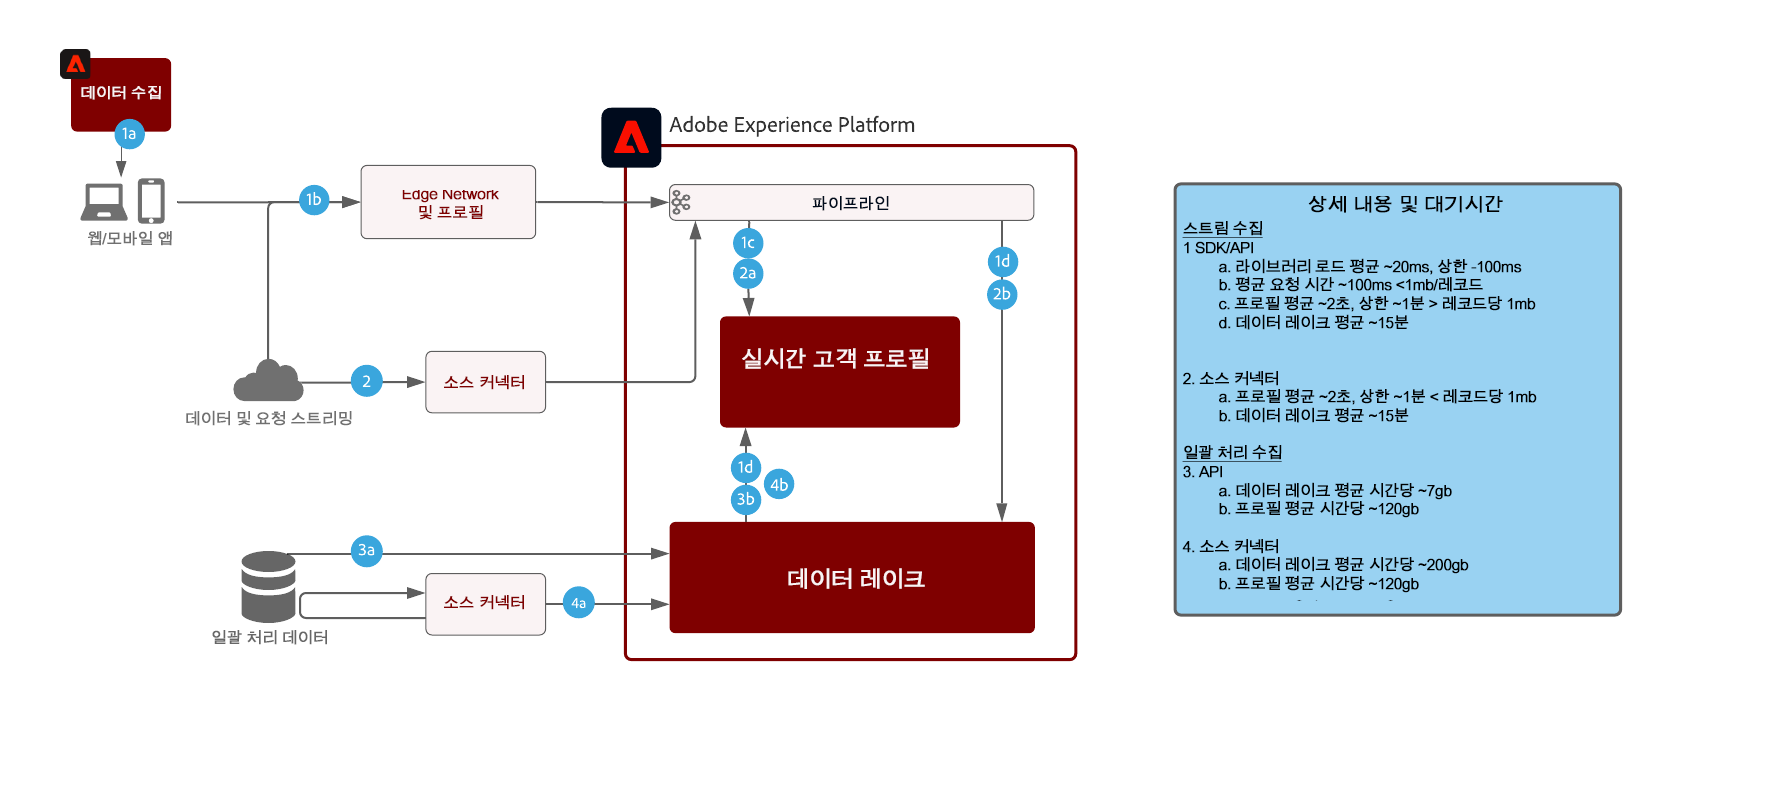 데이터 수집
1a
웹/모바일 앱
1b
Edge Network
및 프로필
Adobe Experience Platform
파이프라인
1c
2a
1d
2b
실시간 고객 프로필
2
소스 커넥터
데이터 및 요청 스트리밍
1d
3b
4b
3a
데이터 레이크
소스 커넥터
4a
일괄 처리 데이터
상세 내용 및 대기시간
스트림 수집
1 SDK/API
a. 라이브러리 로드 평균 ~20ms, 상한 -100ms
b. 평균 요청 시간 ~100ms <1mb/레코드
c. 프로필 평균 ~2초, 상한 ~1분 > 레코드당 1mb
d. 데이터 레이크 평균 ~15분
2. 소스 커넥터
a. 프로필 평균 ~2초, 상한 ~1분 < 레코드당 1mb
b. 데이터 레이크 평균 ~15분
일괄 처리 수집
3. API
a. 데이터 레이크 평균 시간당 ~7gb
b. 프로필 평균 시간당 ~120gb
4. 소스 커넥터
a. 데이터 레이크 평균 시간당 ~200gb
b. 프로필 평균 시간당 ~120gb